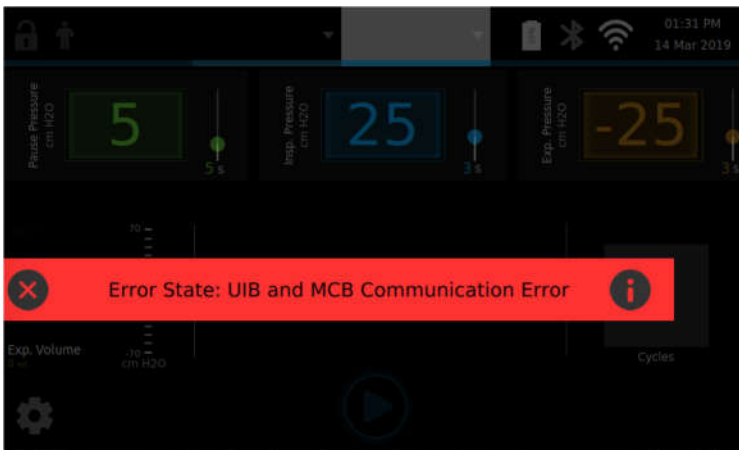 01:31 PM
14 Mar 2019
Pause Pressure
cm H2O
5
5 s
Insp. Pressure
cm H2O
25
3 s
Exp. Pressure
cm H2O
-25
3 s
70
Error State: UIB and MCB Communication Error
Exp. Volume
-70
cm H2O
Cycles